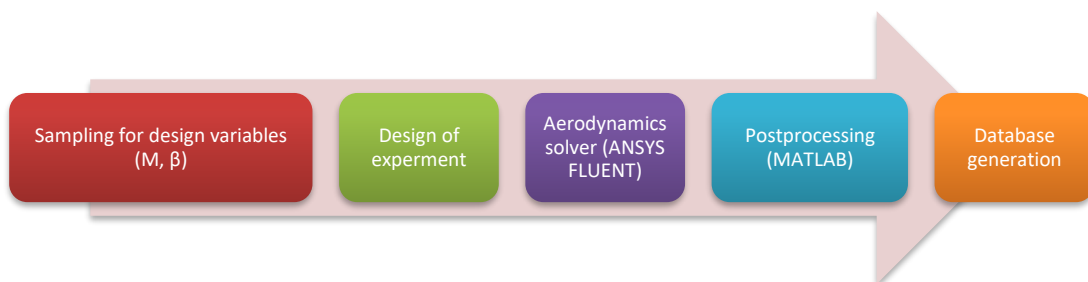 Sampling for design variables
(M, β)
Design of
experment
Aerodynamics
solver (ANSYS
FLUENT)
Postprocessing
(MATLAB)
Database
generation